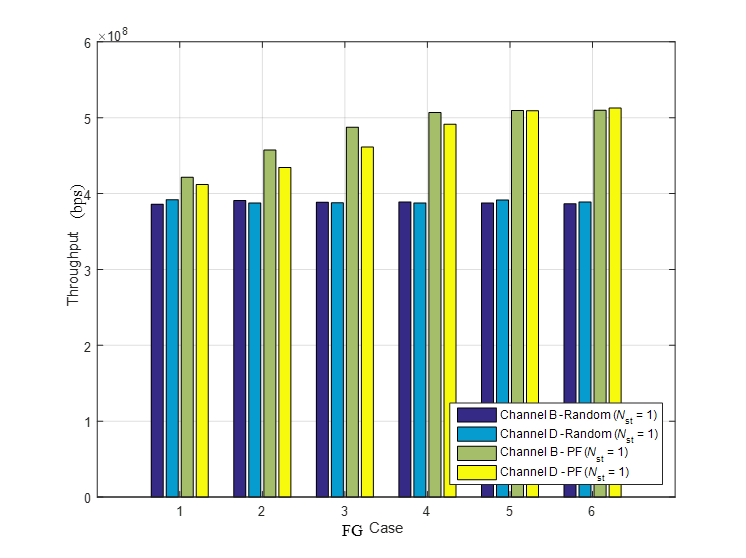 ×10⁸
6
5
4
3
2
1
0
Throughput (bps)
1 2 3 4 5 6
FG Case
Channel B - Random (Nst = 1)
Channel D - Random (Nst = 1)
Channel B - PF (Nst = 1)
Channel D - PF (Nst = 1)